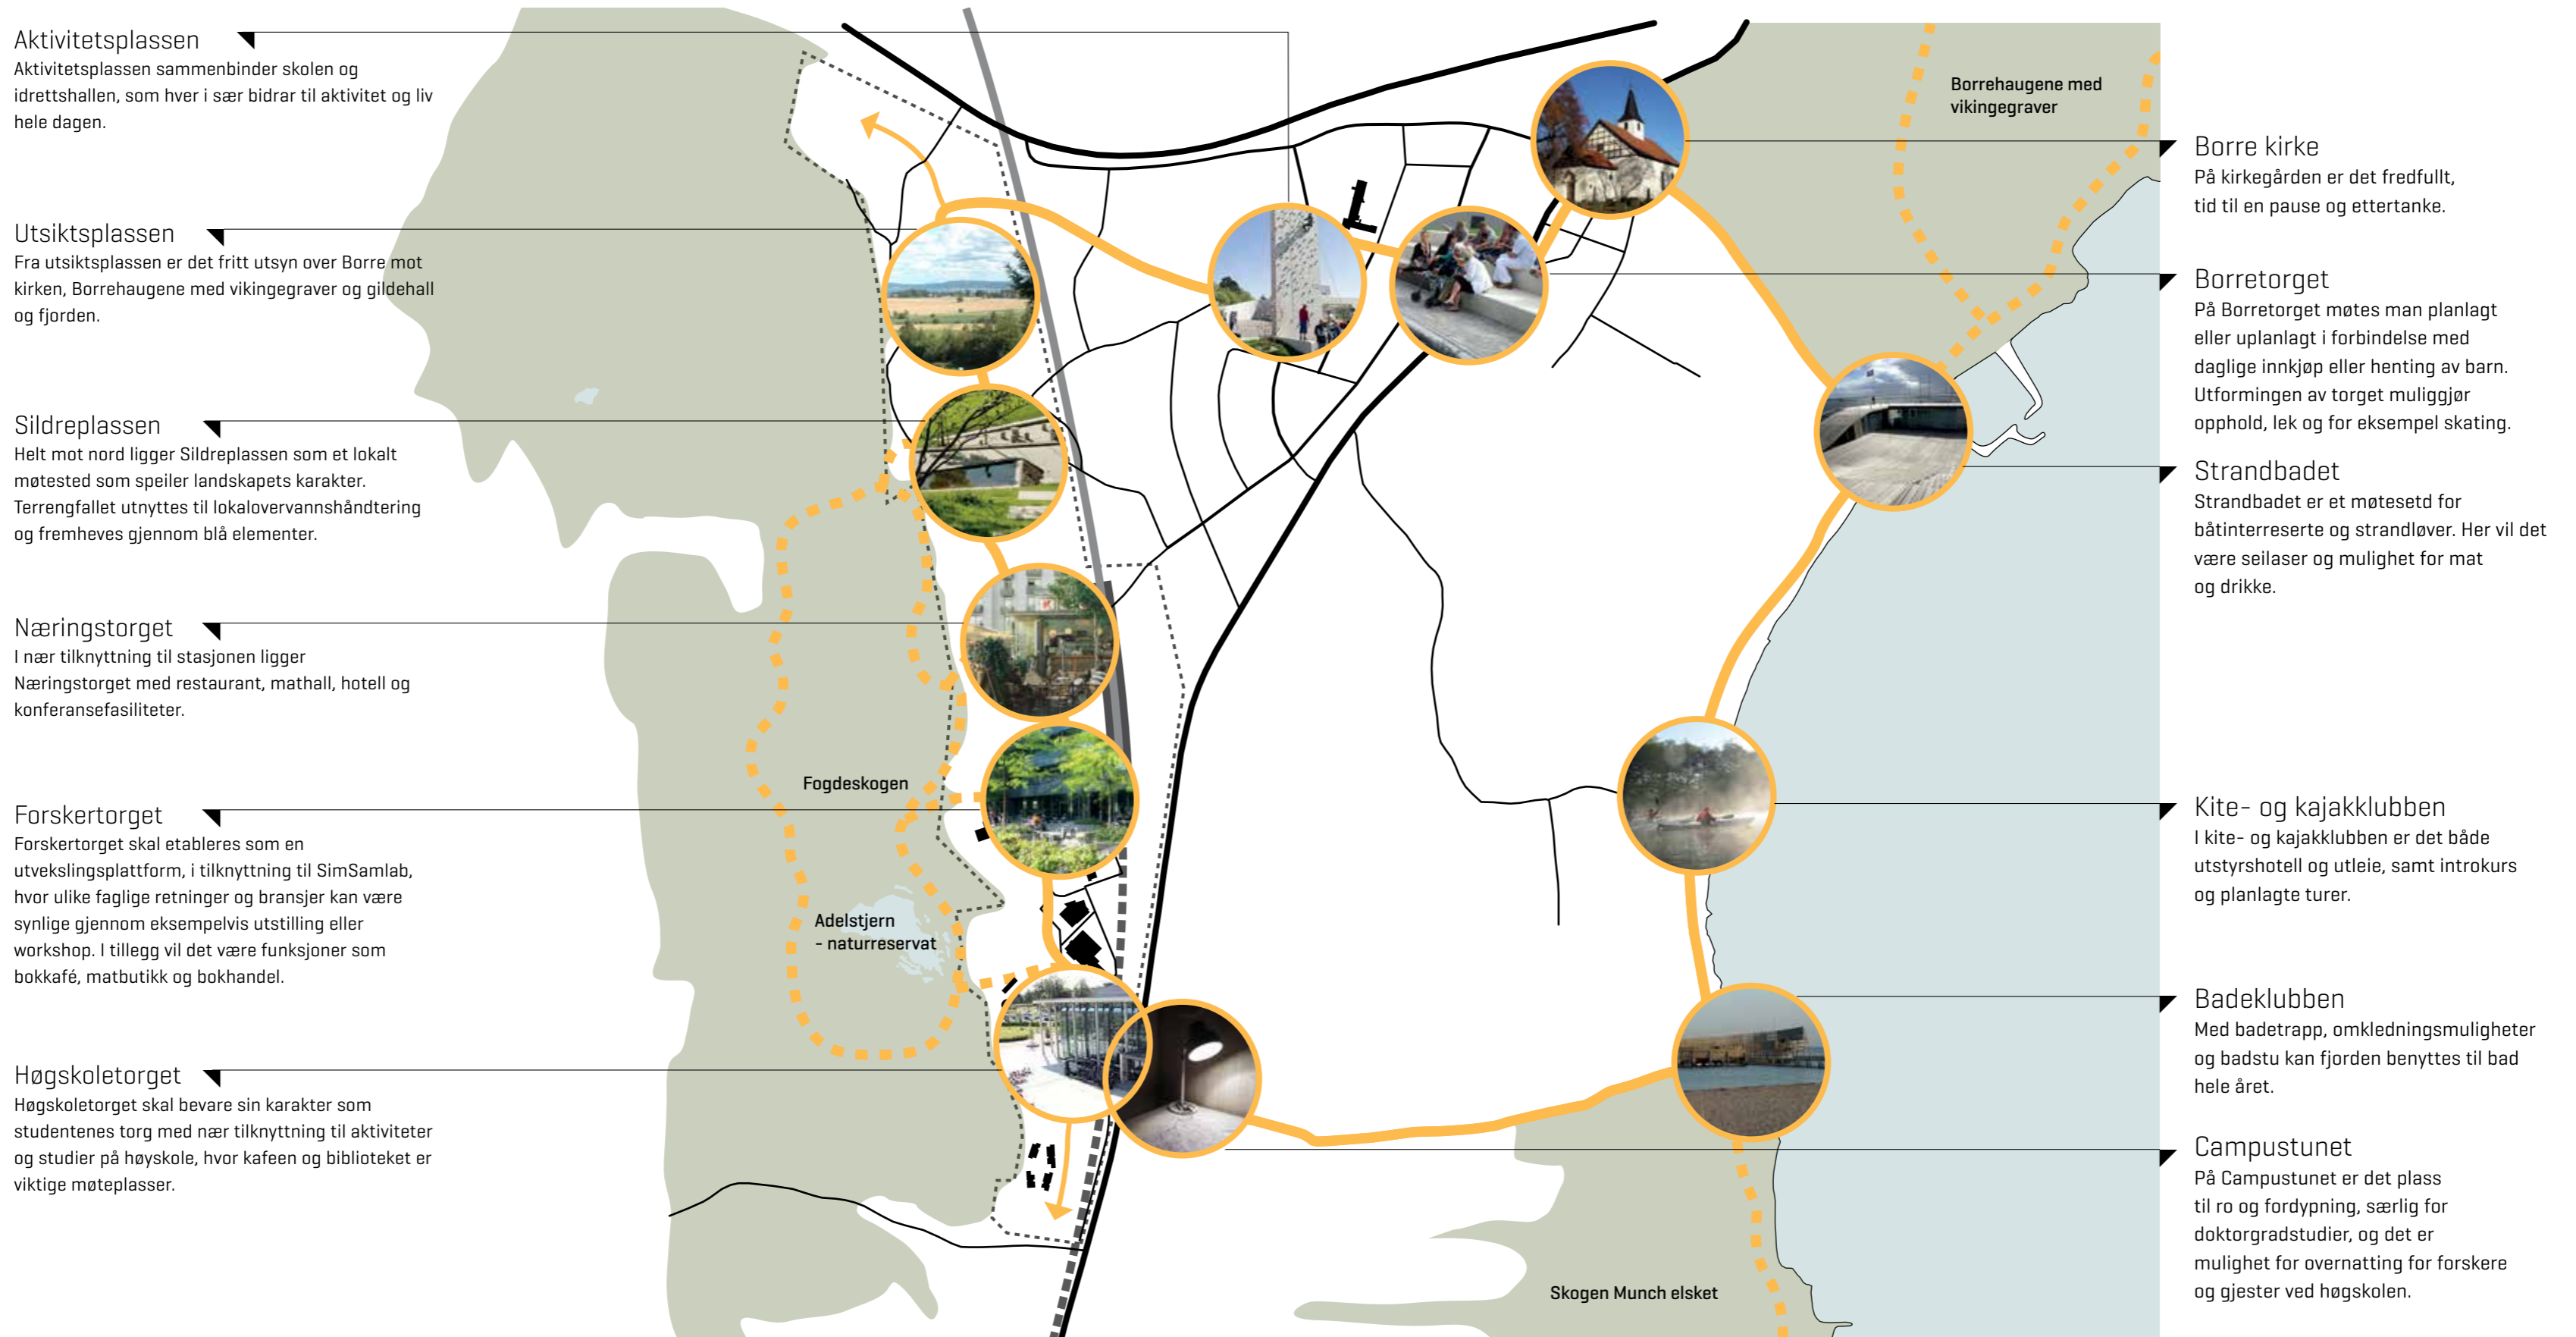 Aktivitetsplassen
Aktivitetsplassen sammenbinder skolen og
idrettshallen, som hver i sær bidrar til aktivitet og liv
hele dagen.
Utsiktsplassen
Fra utsiktsplassen er det fritt utsyn over Borre mot
kirken, Borrehaugene med vikingegraver og gildehall
og fjorden.
Sildreplassen
Helt mot nord ligger Sildreplassen som et lokalt
møtested som speiler landskapets karakter.
Terrengfallet utnyttes til lokalovervannshåndtering
og fremheves gjennom blå elementer.
Næringstorget
I nær tilknyttning til stasjonen ligger
Næringstorget med restaurant, mathall, hotell og
konferansefasiliteter.
Forskertorget
Forskertorget skal etableres som en
utvekslingsplattform, i tilknyttning til SimSamlab,
hvor ulike faglige retninger og bransjer kan være
synlige gjennom eksempelvis utstilling eller
workshop. I tillegg vil det være funksjoner som
bokkafé, matbutikk og bokhandel.
Høgskoletorget
Høgskoletorget skal bevare sin karakter som
studentenes torg med nær tilknyttning til aktiviteter
og studier på høyskole, hvor kafeen og biblioteket er
viktige møteplasser.
Fogdeskogen
Adelstjern
- naturreservat
Borrehaugene med
vikingegraver
Skogen Munch elsket
Borre kirke
På kirkegården er det fredfullt,
tid til en pause og ettertanke.
Borretorget
På Borretorget møtes man planlagt
eller uplanlagt i forbindelse med
daglige innkjøp eller henting av barn.
Utformingen av torget muliggjør
opphold, lek og for eksempel skating.
Strandbadet
Strandbadet er et møtesetd for
båtinterreserte og strandløver. Her vil det
være seilaser og mulighet for mat
og drikke.
Kite- og kajakklubben
I kite- og kajakklubben er det både
utstyrshotell og utleie, samt introkurs
og planlagte turer.
Badeklubben
Med badetrapp, omkledningsmuligheter
og badstu kan fjorden benyttes til bad
hele året.
Campustunet
På Campustunet er det plass
til ro og fordypning, særlig for
doktorgradstudier, og det er
mulighet for overnatting for forskere
og gjester ved høgskolen.